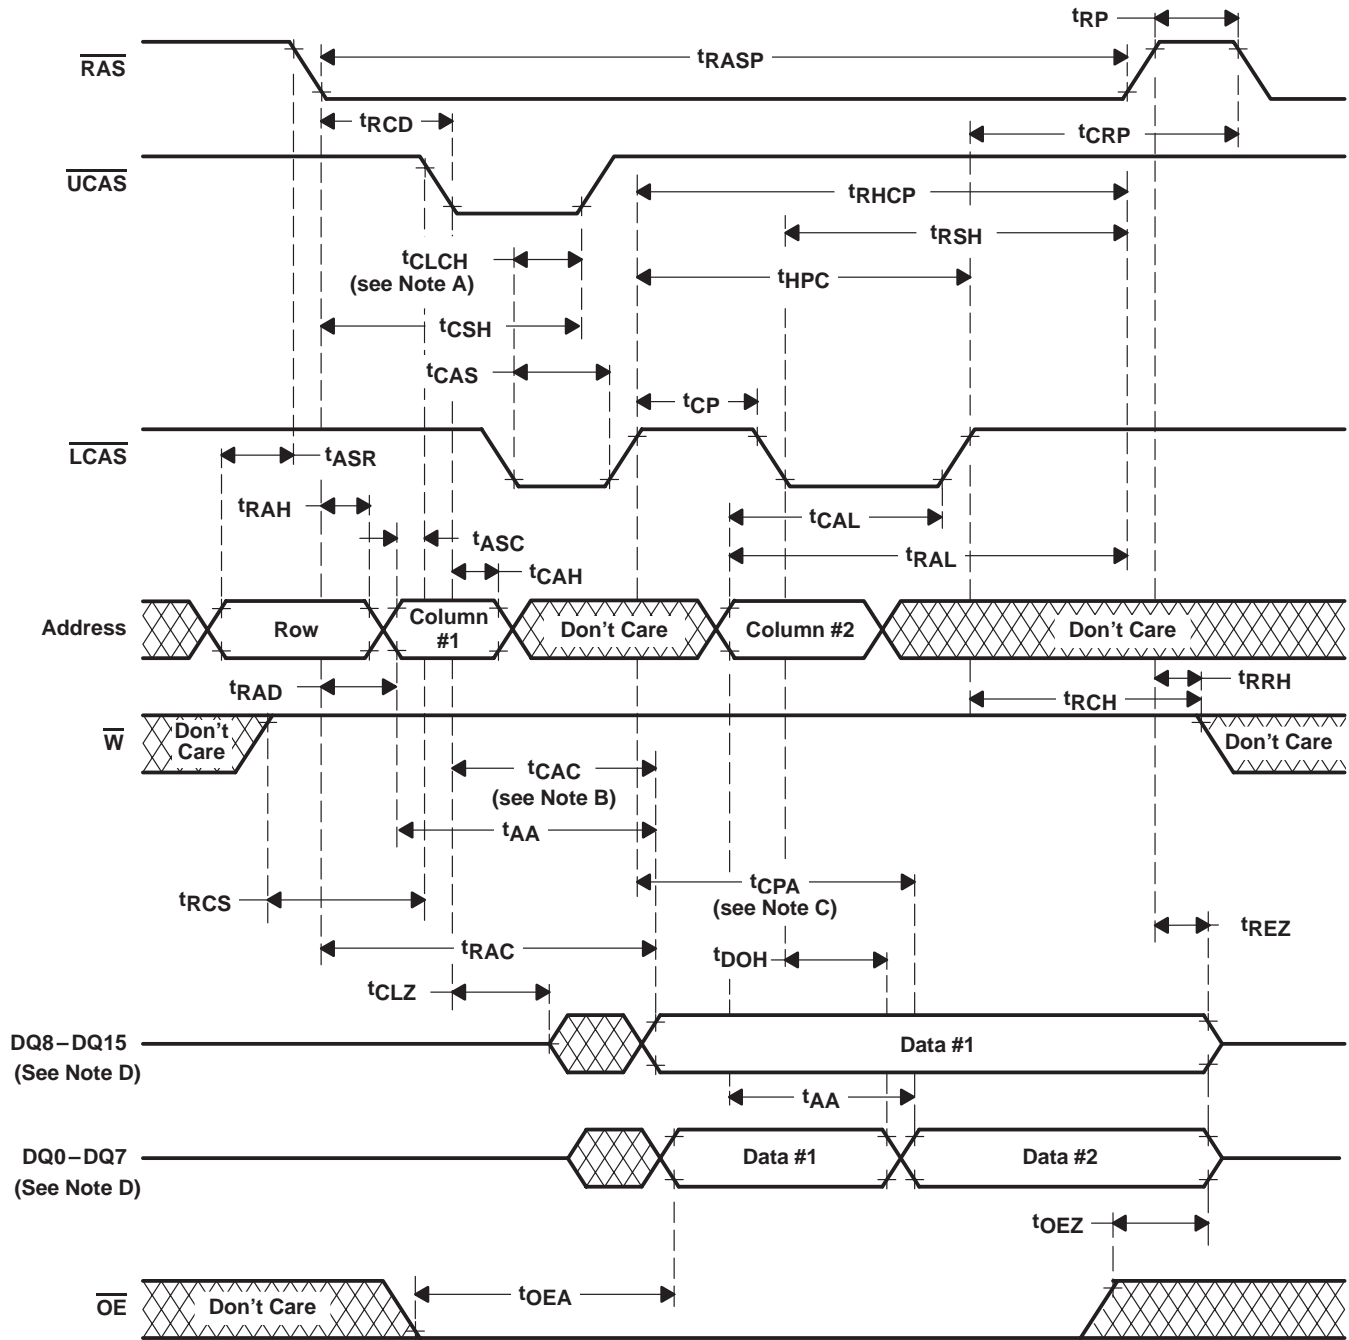 tRP
RAS
tRASP
tRCD
tCRP
UCAS
tRHCP
tRSH
tCLCH
(see Note A)
tHPC
tCSH
tCAS
tCP
LCAS
tASR
tRAH
tCAL
tASC
tRAL
tCAH
Address
Row
Column
#1
Don't Care
Column #2
Don't Care
tRAD
tRRH
tRCH
W
Don't
Care
Don't Care
tCAC
(see Note B)
tAA
tCPA
(see Note C)
tRCS
tREZ
tRAC
tDOH
tCLZ
DQ8–DQ15
(See Note D)
Data #1
tAA
DQ0–DQ7
(See Note D)
Data #1
Data #2
tOEZ
OE
Don't Care
tOEA